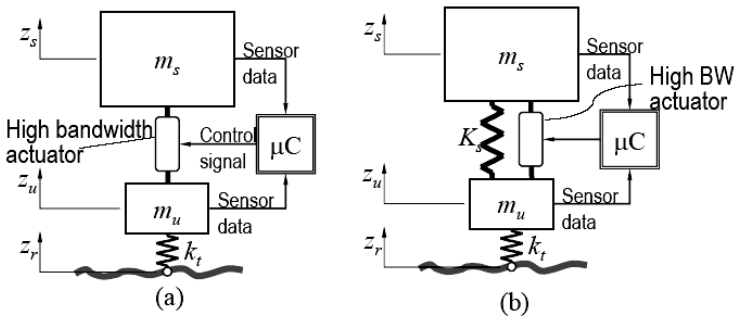 z_s
m_s
Sensor
data
High bandwidth
actuator
Control
signal
μC
z_u
m_u
Sensor
data
z_r
k_t
(a)
z_s
m_s
Sensor
data
High BW
actuator
K_s
μC
z_u
m_u
Sensor
data
z_r
k_t
(b)